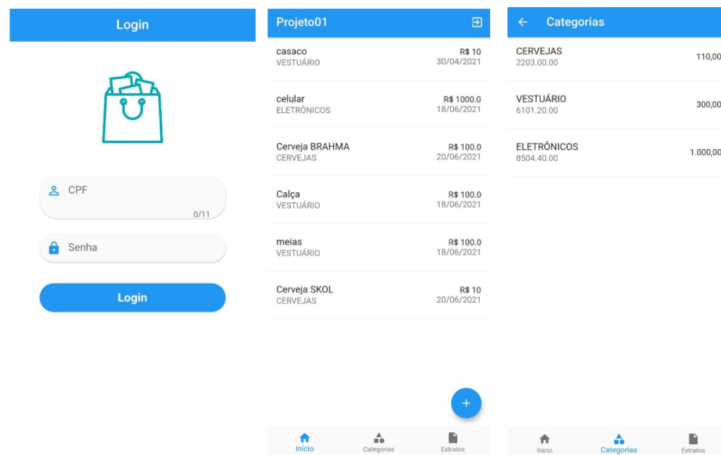 Login
CPF
0/11
Senha
Login
Projeto01
casaco R$ 10
VESTUÁRIO 30/04/2021
celular R$ 1000.0
ELETRÔNICOS 18/06/2021
Cerveja BRAHMA R$ 100.0
CERVEJAS 20/06/2021
Calça R$ 100.0
VESTUÁRIO 18/06/2021
meias R$ 100.0
VESTUÁRIO 18/06/2021
Cerveja SKOL R$ 10
CERVEJAS 20/06/2021
+
Início Categorias Extratos
Categorias
CERVEJAS 110,00
2203.00.00
VESTUÁRIO 300,00
6101.20.00
ELETRÔNICOS 1.000,00
8504.40.00
Início Categorias Extratos